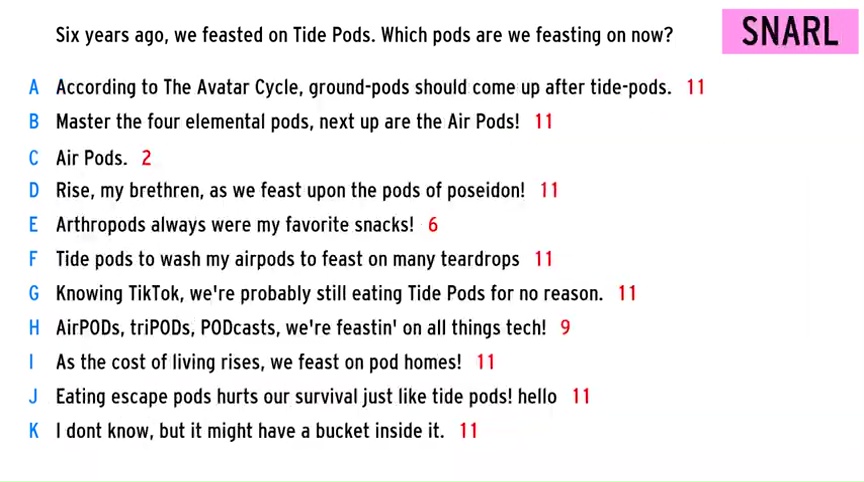 Six years ago, we feasted on Tide Pods. Which pods are we feasting on now?
SNARL
A According to The Avatar Cycle, ground-pods should come up after tide-pods. 11
B Master the four elemental pods, next up are the Air Pods! 11
C Air Pods. 2
D Rise, my brethren, as we feast upon the pods of poseidon! 11
E Arthropods always were my favorite snacks! 6
F Tide pods to wash my airpods to feast on many teardrops 11
G Knowing TikTok, we're probably still eating Tide Pods for no reason. 11
H AirPODs, triPODs, PODcasts, we're feastin' on all things tech! 9
I As the cost of living rises, we feast on pod homes! 11
J Eating escape pods hurts our survival just like tide pods! hello 11
K I dont know, but it might have a bucket inside it. 11